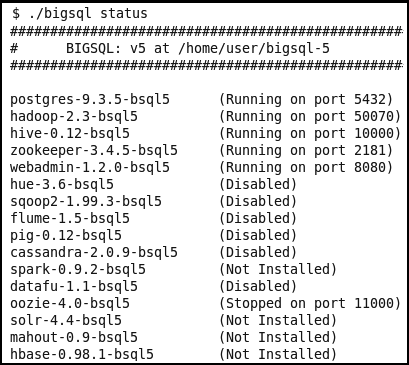 $ ./bigsql status
#################################################
#      BIGSQL: v5 at /home/user/bigsql-5
#################################################
postgres-9.3.5-bsql5      (Running on port 5432)
hadoop-2.3-bsql5          (Running on port 50070)
hive-0.12-bsql5           (Running on port 10000)
zookeeper-3.4.5-bsql5     (Running on port 2181)
webadmin-1.2.0-bsql5      (Running on port 8080)
hue-3.6-bsql5             (Disabled)
sqoop2-1.99.3-bsql5       (Disabled)
flume-1.5-bsql5           (Disabled)
pig-0.12-bsql5            (Disabled)
cassandra-2.0.9-bsql5     (Disabled)
spark-0.9.2-bsql5         (Not Installed)
datafu-1.1-bsql5          (Disabled)
oozie-4.0-bsql5           (Stopped on port 11000)
solr-4.4-bsql5            (Not Installed)
mahout-0.9-bsql5          (Not Installed)
hbase-0.98.1-bsql5        (Not Installed)